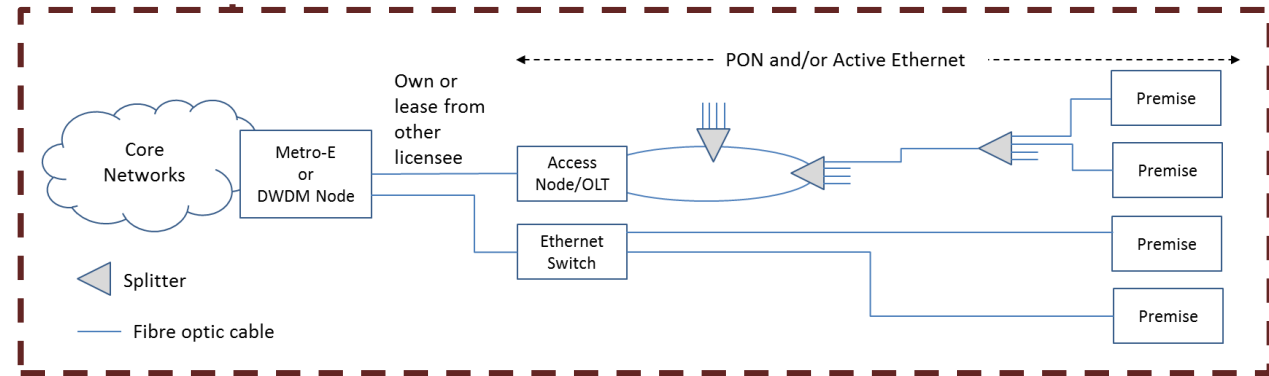 PON and/or Active Ethernet
Own or
lease from
other
licensee
Core
Networks
Metro-E
or
DWDM Node
Access
Node/OLT
Ethernet
Switch
Premise
Premise
Premise
Premise
Splitter
Fibre optic cable